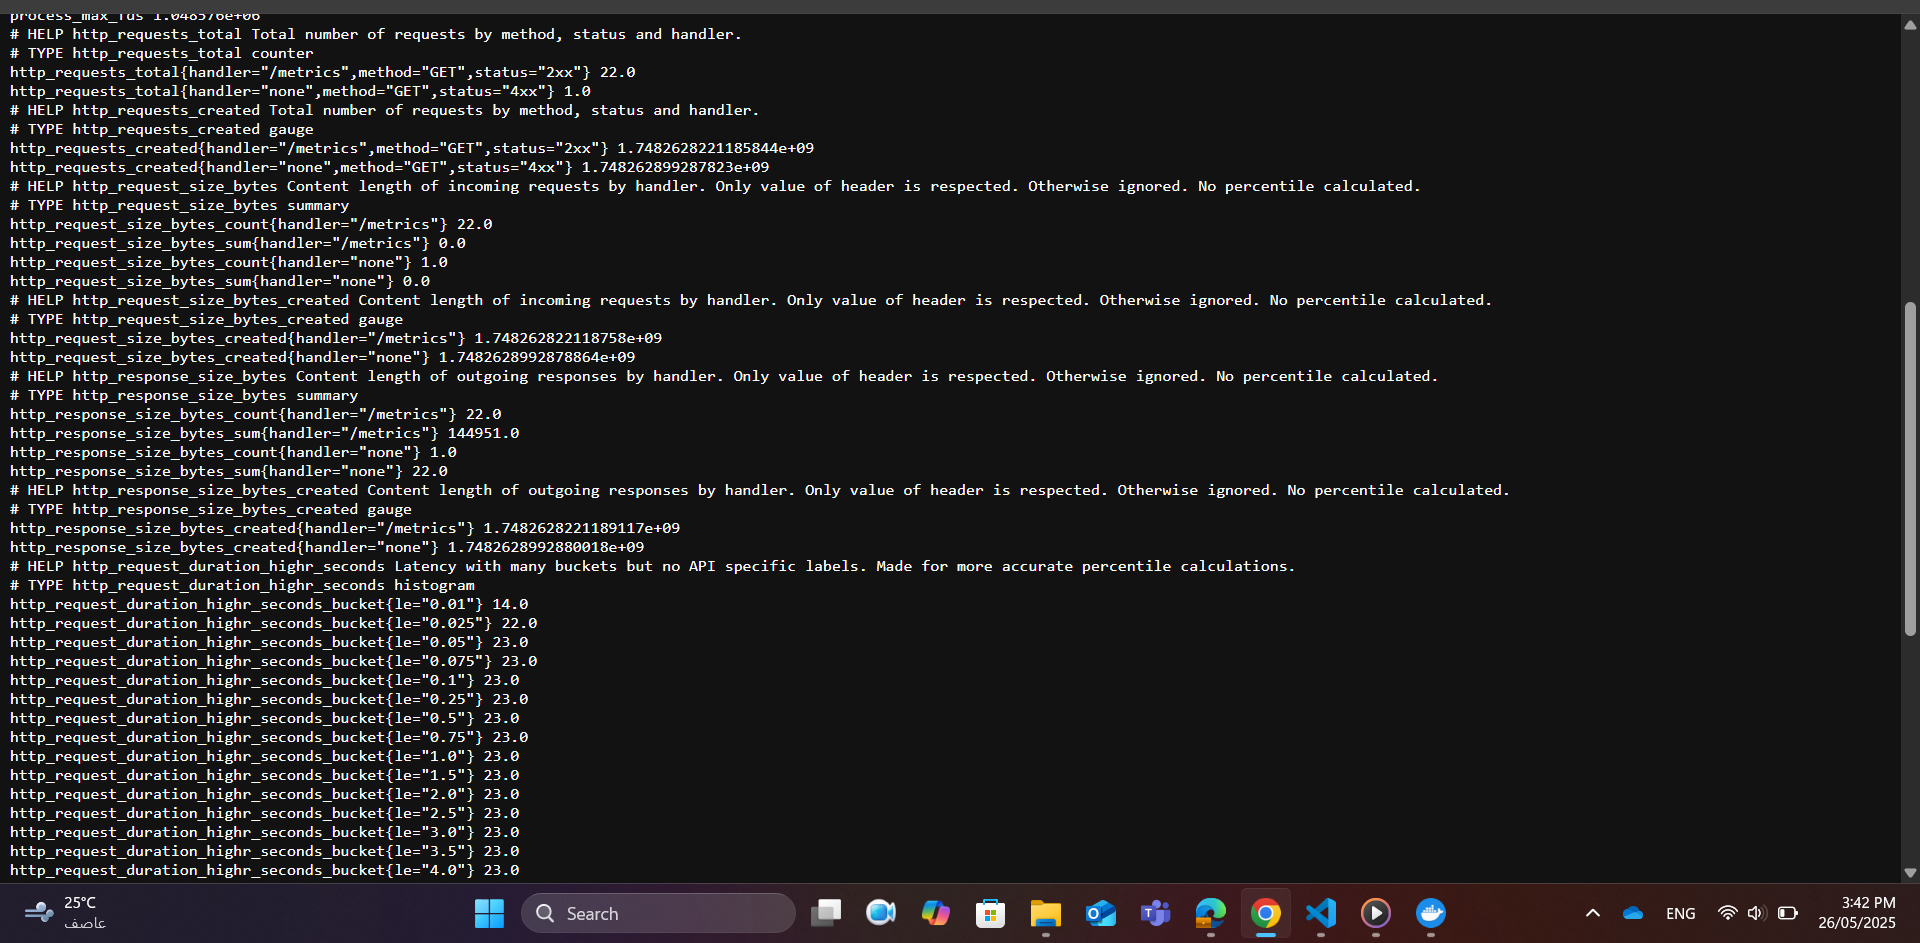 process_max_fds 1.048576e+06
# HELP http_requests_total Total number of requests by method, status and handler.
# TYPE http_requests_total counter
http_requests_total{handler="/metrics",method="GET",status="2xx"} 22.0
http_requests_total{handler="none",method="GET",status="4xx"} 1.0
# HELP http_requests_created Total number of requests by method, status and handler.
# TYPE http_requests_created gauge
http_requests_created{handler="/metrics",method="GET",status="2xx"} 1.7482628221185844e+09
http_requests_created{handler="none",method="GET",status="4xx"} 1.748262899287823e+09
# HELP http_request_size_bytes Content length of incoming requests by handler. Only value of header is respected. Otherwise ignored. No percentile calculated.
# TYPE http_request_size_bytes summary
http_request_size_bytes_count{handler="/metrics"} 22.0
http_request_size_bytes_sum{handler="/metrics"} 0.0
http_request_size_bytes_count{handler="none"} 1.0
http_request_size_bytes_sum{handler="none"} 0.0
# HELP http_request_size_bytes_created Content length of incoming requests by handler. Only value of header is respected. Otherwise ignored. No percentile calculated.
# TYPE http_request_size_bytes_created gauge
http_request_size_bytes_created{handler="/metrics"} 1.748262822118758e+09
http_request_size_bytes_created{handler="none"} 1.7482628992878864e+09
# HELP http_response_size_bytes Content length of outgoing responses by handler. Only value of header is respected. Otherwise ignored. No percentile calculated.
# TYPE http_response_size_bytes summary
http_response_size_bytes_count{handler="/metrics"} 22.0
http_response_size_bytes_sum{handler="/metrics"} 144951.0
http_response_size_bytes_count{handler="none"} 1.0
http_response_size_bytes_sum{handler="none"} 22.0
# HELP http_response_size_bytes_created Content length of outgoing responses by handler. Only value of header is respected. Otherwise ignored. No percentile calculated.
# TYPE http_response_size_bytes_created gauge
http_response_size_bytes_created{handler="/metrics"} 1.7482628221189117e+09
http_response_size_bytes_created{handler="none"} 1.7482628992880018e+09
# HELP http_request_duration_highr_seconds Latency with many buckets but no API specific labels. Made for more accurate percentile calculations.
# TYPE http_request_duration_highr_seconds histogram
http_request_duration_highr_seconds_bucket{le="0.01"} 14.0
http_request_duration_highr_seconds_bucket{le="0.025"} 22.0
http_request_duration_highr_seconds_bucket{le="0.05"} 23.0
http_request_duration_highr_seconds_bucket{le="0.075"} 23.0
http_request_duration_highr_seconds_bucket{le="0.1"} 23.0
http_request_duration_highr_seconds_bucket{le="0.25"} 23.0
http_request_duration_highr_seconds_bucket{le="0.5"} 23.0
http_request_duration_highr_seconds_bucket{le="0.75"} 23.0
http_request_duration_highr_seconds_bucket{le="1.0"} 23.0
http_request_duration_highr_seconds_bucket{le="1.5"} 23.0
http_request_duration_highr_seconds_bucket{le="2.0"} 23.0
http_request_duration_highr_seconds_bucket{le="2.5"} 23.0
http_request_duration_highr_seconds_bucket{le="3.0"} 23.0
http_request_duration_highr_seconds_bucket{le="3.5"} 23.0
http_request_duration_highr_seconds_bucket{le="4.0"} 23.0
25°C
عاصف
Search
ENG
3:42 PM
26/05/2025